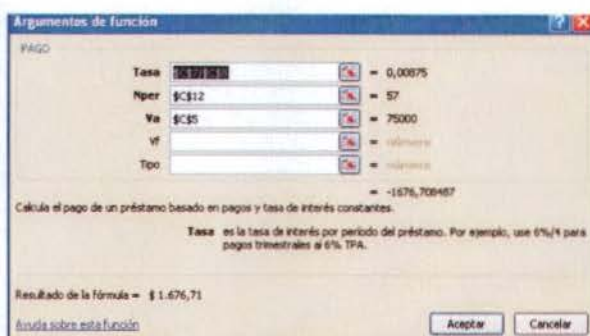 Argumentos de función
PAGO
Tasa = 0,00875
Nper $C$12 = 57
Va $C$5 = 75000
Vf = número
Tipo = número
= -1676,708487
Calcula el pago de un préstamo basado en pagos y tasa de interés constantes.
Tasa es la tasa de interés por período del préstamo. Por ejemplo, use 6%/4 para
pagos trimestrales al 6% TPA.
Resultado de la fórmula = $ 1.676,71
Ayuda sobre esta función
Aceptar Cancelar